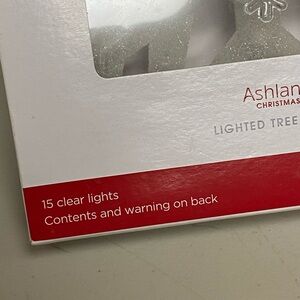 Ashlan
CHRISTMAS
LIGHTED TREE
15 clear lights
Contents and warning on back